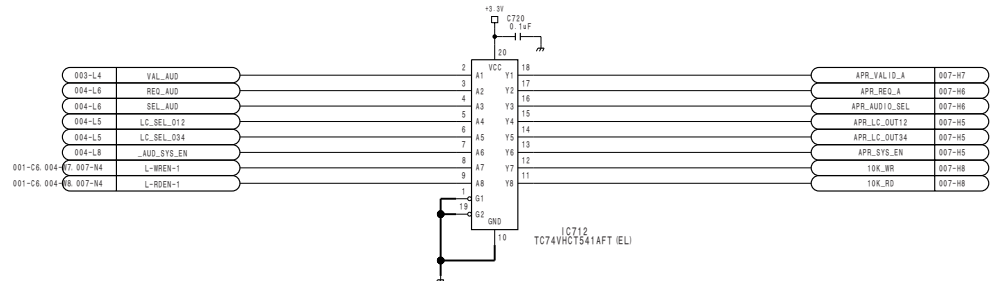 +3.3V
C720
0.1uF
20
VCC
003-L4 VAL_AUD 2 A1 Y1 18 APR_VALID_A 007-H7
004-L6 REQ_AUD 3 A2 Y2 17 APR_REQ_A 007-H6
004-L6 SEL_AUD 4 A3 Y3 16 APR_AUDIO_SEL 007-H6
004-L5 LC_SEL_012 5 A4 Y4 15 APR_LC_OUT12 007-H5
004-L5 LC_SEL_034 6 A5 Y5 14 APR_LC_OUT34 007-H5
004-L8 _AUD_SYS_EN 7 A6 Y6 13 APR_SYS_EN 007-H5
001-C6.004-W7.007-N4 L-WREN-1 8 A7 Y7 12 10K_WR 007-H8
001-C6.004-W8.007-N4 L-RDEN-1 9 A8 Y8 11 10K_RD 007-H8
1 G1
19 G2
GND
10
IC712
TC74VHCT541AFT(EL)